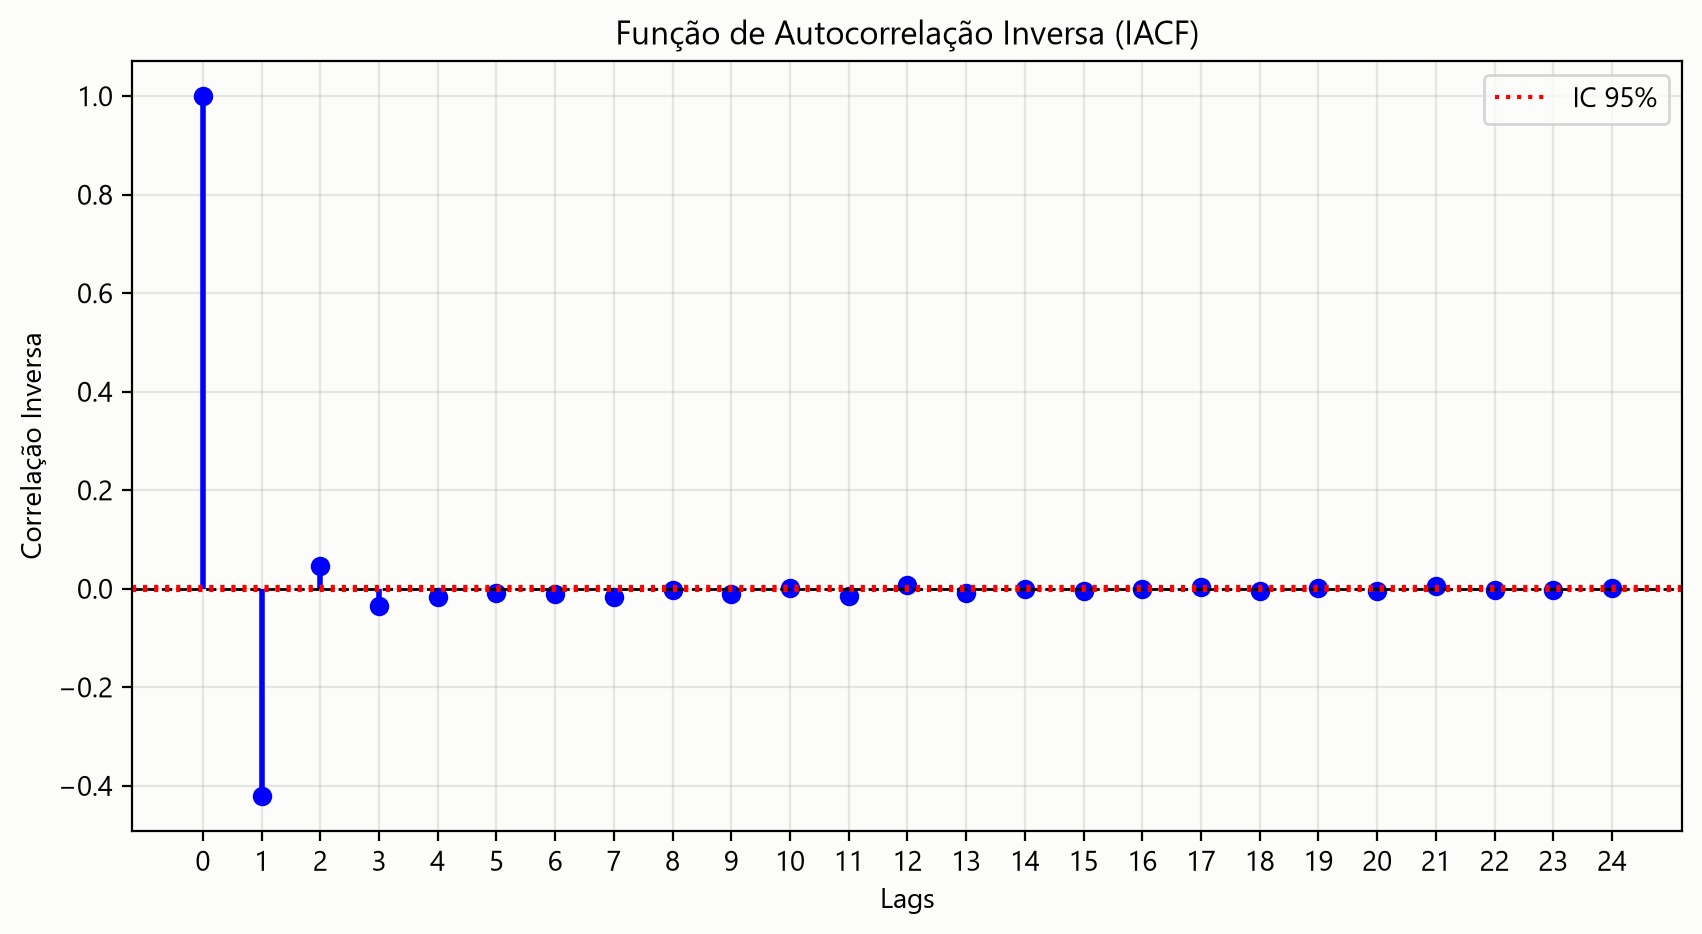 Função de Autocorrelação Inversa (IACF)
IC 95%
Correlação Inversa
1.0
0.8
0.6
0.4
0.2
0.0
−0.2
−0.4
0 1 2 3 4 5 6 7 8 9 10 11 12 13 14 15 16 17 18 19 20 21 22 23 24
Lags